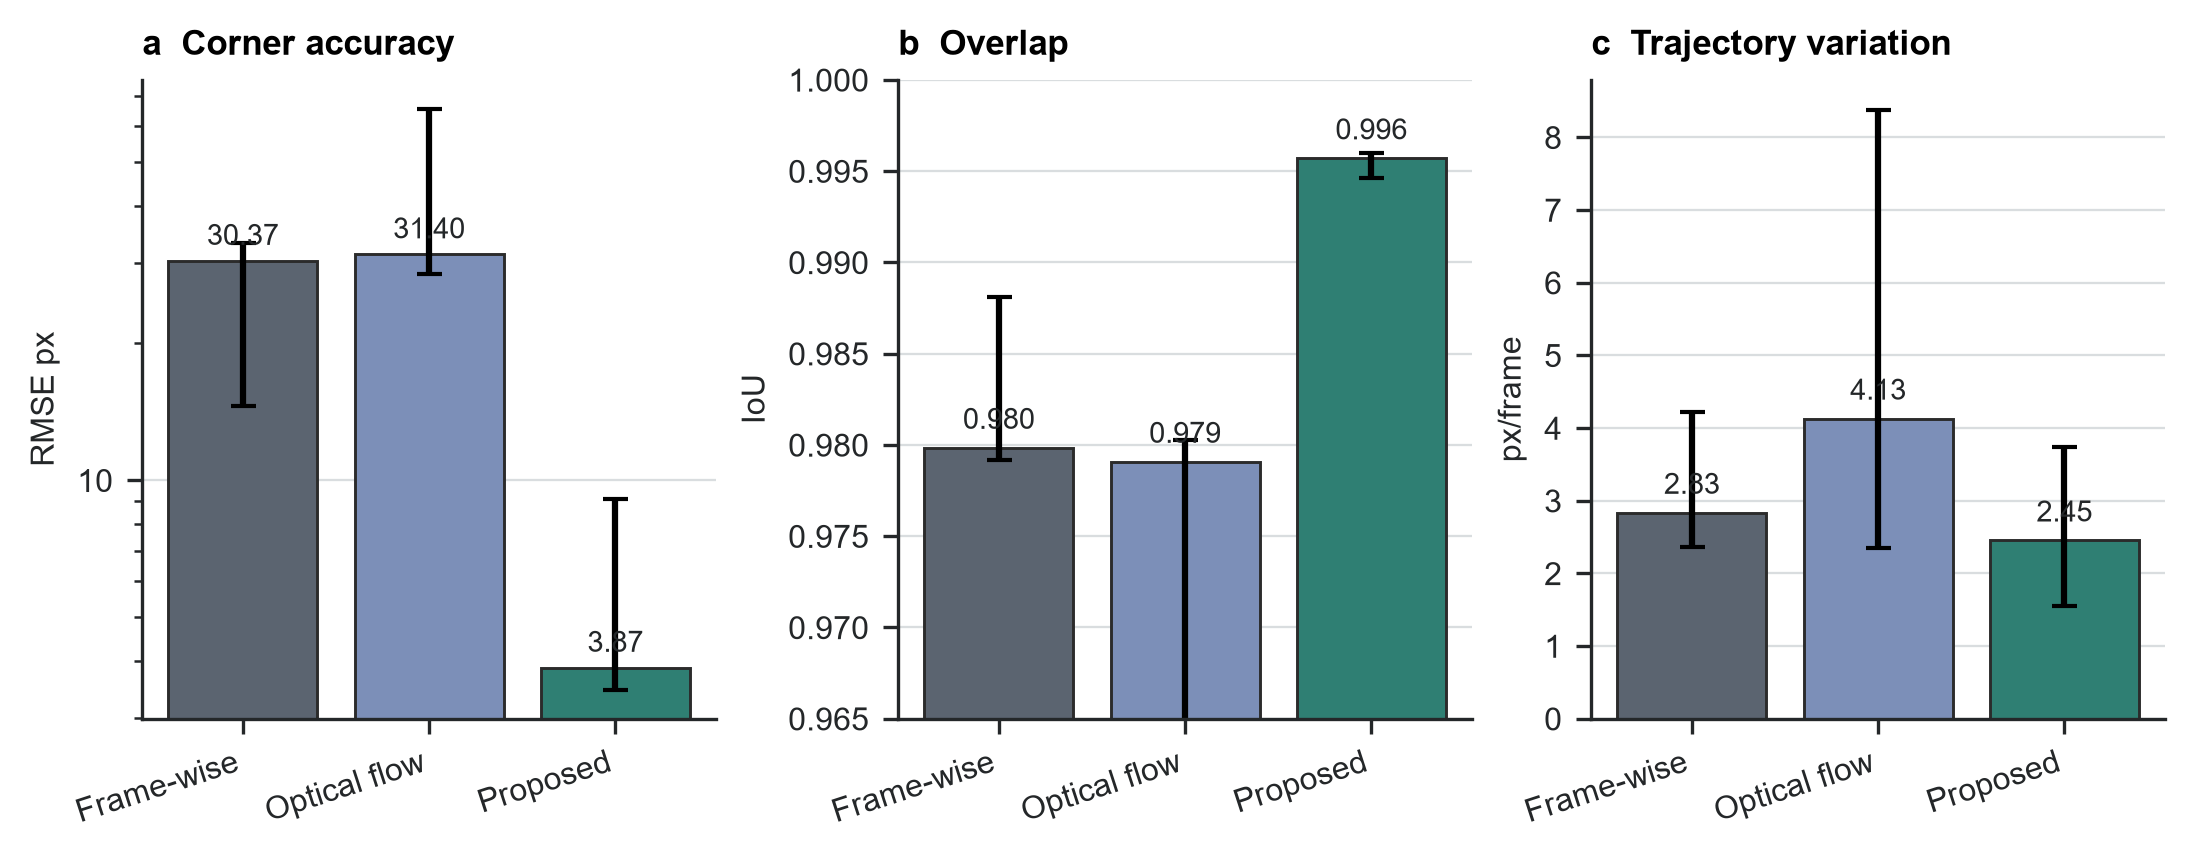 a Corner accuracy
RMSE px
10
30.37
31.40
3.87
Frame-wise
Optical flow
Proposed
b Overlap
IoU
1.000
0.995
0.990
0.985
0.980
0.975
0.970
0.965
0.980
0.979
0.996
Frame-wise
Optical flow
Proposed
c Trajectory variation
px/frame
8
7
6
5
4
3
2
1
0
2.83
4.13
2.45
Frame-wise
Optical flow
Proposed